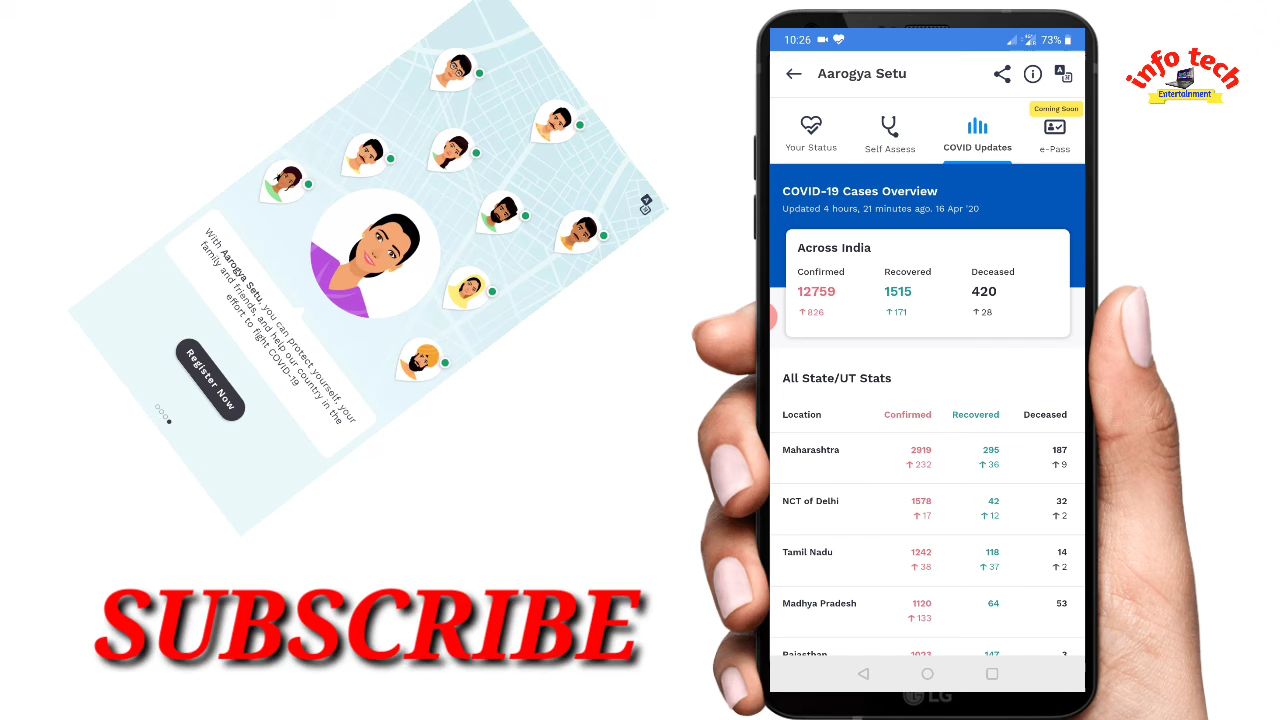 With Aarogya Setu, you can protect yourself, your
family and friends, and help our country in the
effort to fight COVID-19
Register Now
SUBSCRIBE
10:26
73%
Aarogya Setu
Coming Soon
Your Status
Self Assess
COVID Updates
e-Pass
COVID-19 Cases Overview
Updated 4 hours, 21 minutes ago. 16 Apr '20
Across India
Confirmed Recovered Deceased
12759 1515 420
↑826 ↑171 ↑28
All State/UT Stats
Location Confirmed Recovered Deceased
Maharashtra 2919 295 187
↑232 ↑36 ↑9
NCT of Delhi 1578 42 32
↑17 ↑12 ↑2
Tamil Nadu 1242 118 14
↑38 ↑37 ↑2
Madhya Pradesh 1120 64 53
↑133
Rajasthan 1023 147 3
LG
info tech
Entertainment